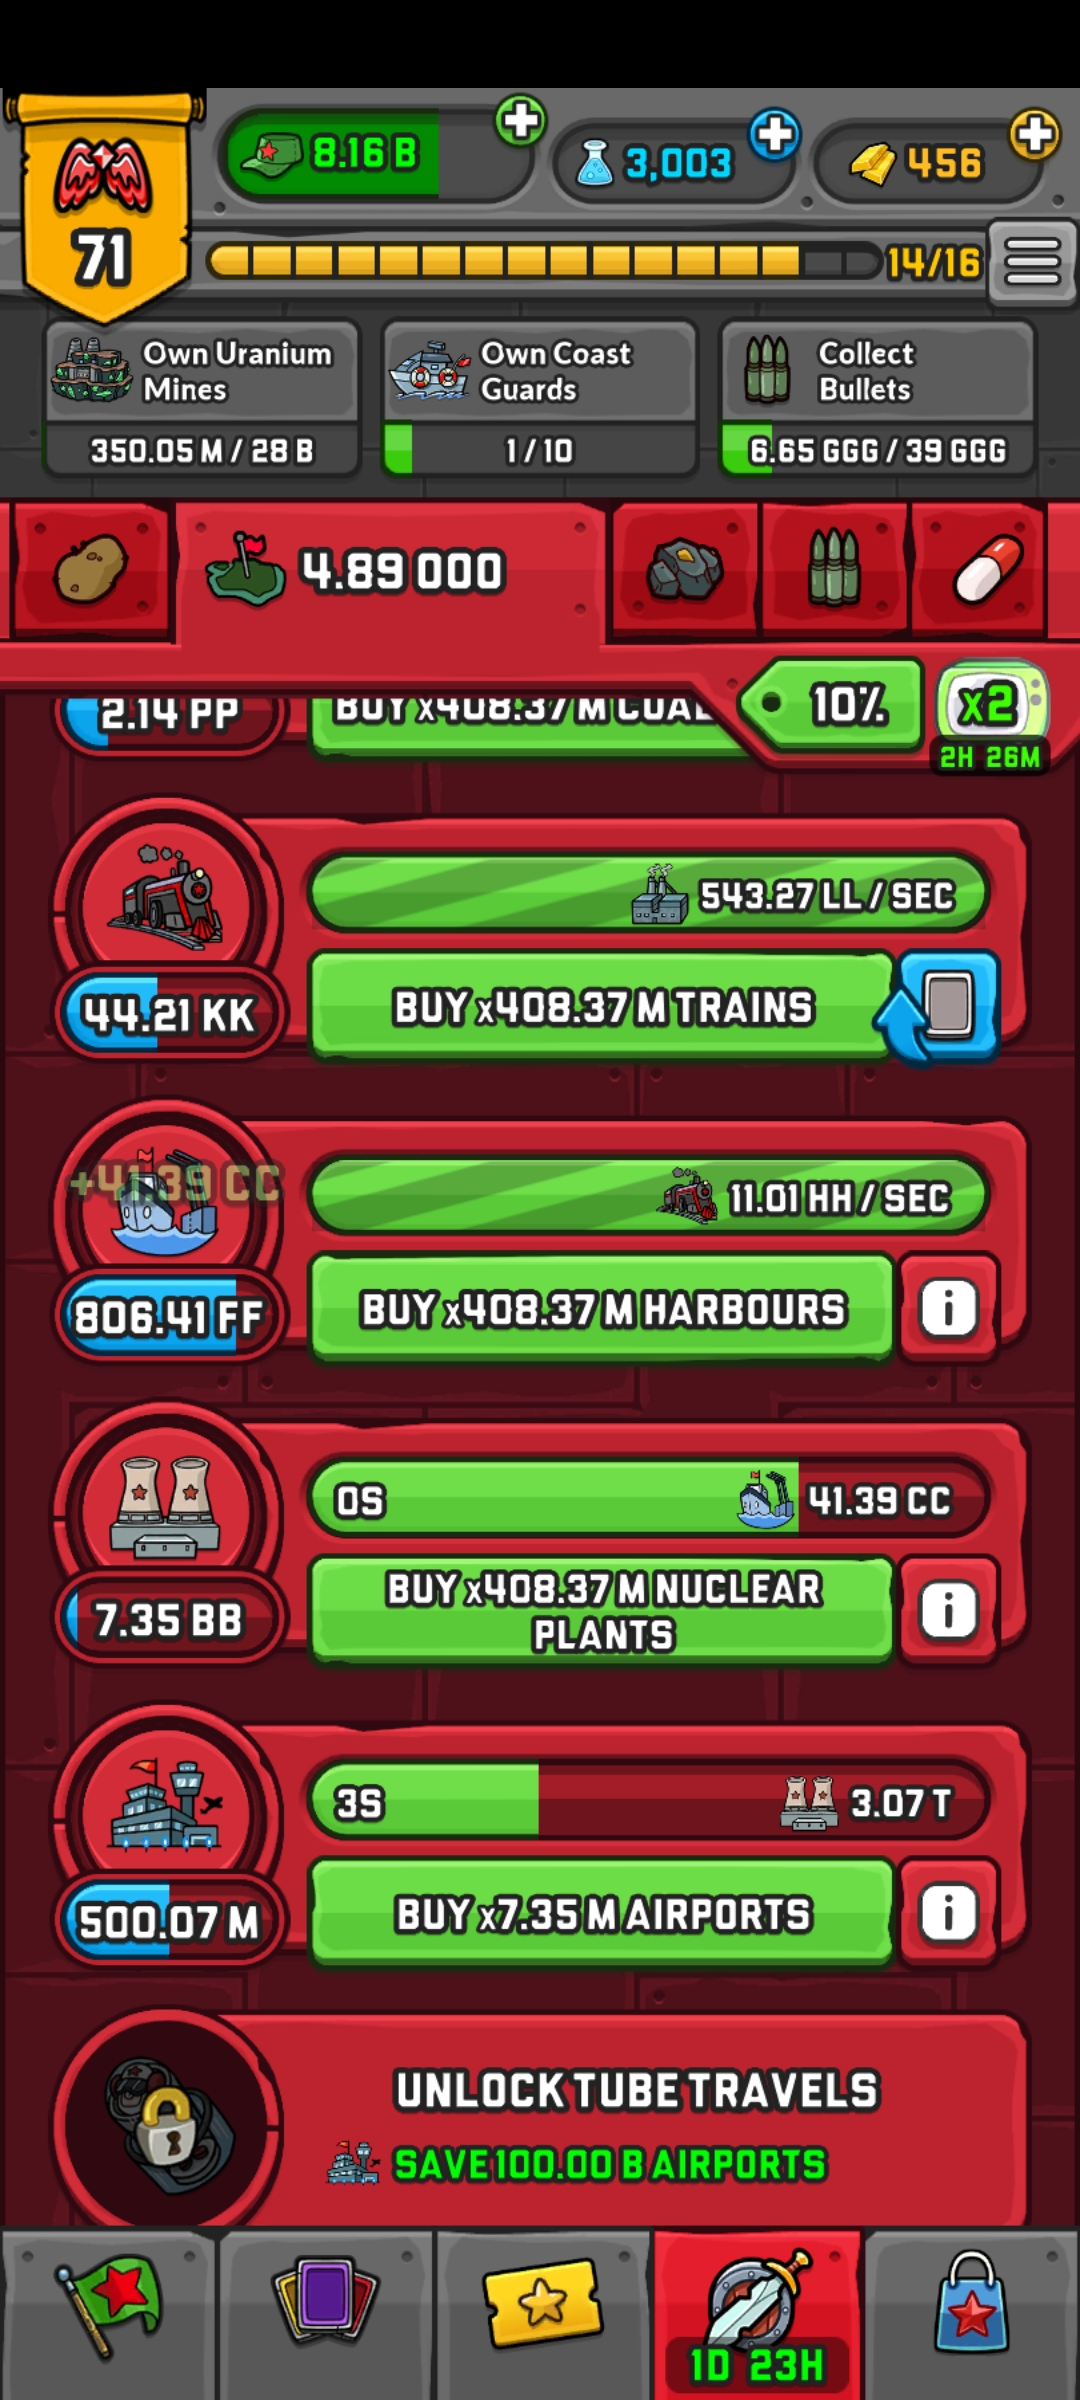 8.16 B
3,003
456
71
14/16
Own Uranium
Mines
350.05 M / 28 B
Own Coast
Guards
1 / 10
Collect
Bullets
6.65 GGG / 39 GGG
4.89 OOO
10%
x2
2H 26M
2.14 PP
BUY x408.37 M COAL
543.27 LL / SEC
44.21 KK
BUY x408.37 M TRAINS
+41.39 CC
11.01 HH / SEC
806.41 FF
BUY x408.37 M HARBOURS
i
0S
41.39 CC
7.35 BB
BUY x408.37 M NUCLEAR
PLANTS
i
3S
3.07 T
500.07 M
BUY x7.35 M AIRPORTS
i
UNLOCK TUBE TRAVELS
SAVE 100.00 B AIRPORTS
1D 23H